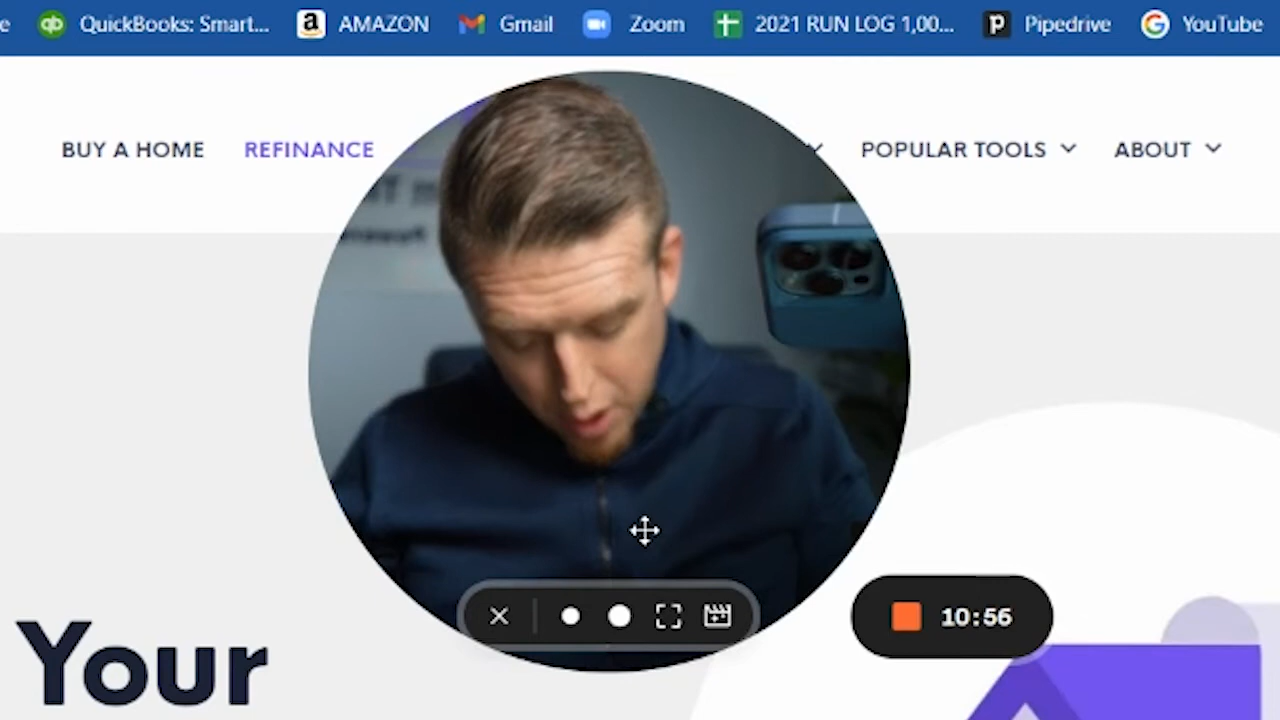 e QuickBooks: Smart... AMAZON Gmail Zoom 2021 RUN LOG 1,00... Pipedrive YouTube
BUY A HOME REFINANCE POPULAR TOOLS ABOUT
10:56
Your